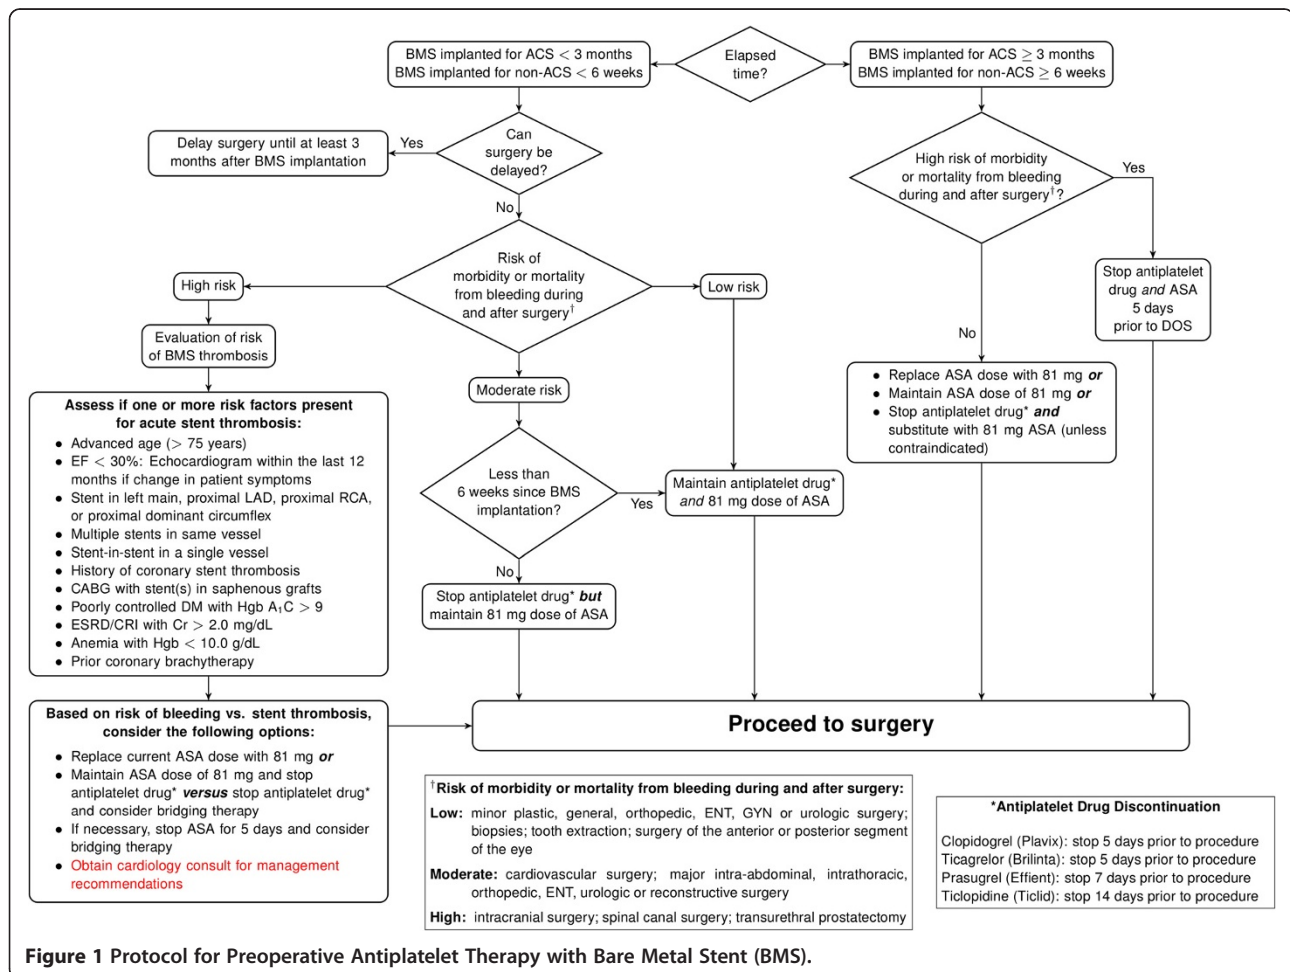 BMS implanted for ACS < 3 months
BMS implanted for non-ACS < 6 weeks
Elapsed
time?
BMS implanted for ACS ≥ 3 months
BMS implanted for non-ACS ≥ 6 weeks
Delay surgery until at least 3
months after BMS implantation
Yes
Can
surgery be
delayed?
No
High risk of morbidity
or mortality from bleeding
during and after surgery†?
Yes
Stop antiplatelet
drug and ASA
5 days
prior to DOS
No
Risk of
morbidity or mortality
from bleeding during
and after surgery†
High risk
Low risk
Evaluation of risk
of BMS thrombosis
Moderate risk
Assess if one or more risk factors present
for acute stent thrombosis:
• Advanced age (> 75 years)
• EF < 30%: Echocardiogram within the last 12
months if change in patient symptoms
• Stent in left main, proximal LAD, proximal RCA,
or proximal dominant circumflex
• Multiple stents in same vessel
• Stent-in-stent in a single vessel
• History of coronary stent thrombosis
• CABG with stent(s) in saphenous grafts
• Poorly controlled DM with Hgb A₁C > 9
• ESRD/CRI with Cr > 2.0 mg/dL
• Anemia with Hgb < 10.0 g/dL
• Prior coronary brachytherapy
Less than
6 weeks since BMS
implantation?
Yes
No
Maintain antiplatelet drug*
and 81 mg dose of ASA
Stop antiplatelet drug* but
maintain 81 mg dose of ASA
• Replace ASA dose with 81 mg or
• Maintain ASA dose of 81 mg or
• Stop antiplatelet drug* and
substitute with 81 mg ASA (unless
contraindicated)
Based on risk of bleeding vs. stent thrombosis,
consider the following options:
• Replace current ASA dose with 81 mg or
• Maintain ASA dose of 81 mg and stop
antiplatelet drug* versus stop antiplatelet drug*
and consider bridging therapy
• If necessary, stop ASA for 5 days and consider
bridging therapy
• Obtain cardiology consult for management
recommendations
Proceed to surgery
†Risk of morbidity or mortality from bleeding during and after surgery:
Low: minor plastic, general, orthopedic, ENT, GYN or urologic surgery;
biopsies; tooth extraction; surgery of the anterior or posterior segment
of the eye
Moderate: cardiovascular surgery; major intra-abdominal, intrathoracic,
orthopedic, ENT, urologic or reconstructive surgery
High: intracranial surgery; spinal canal surgery; transurethral prostatectomy
*Antiplatelet Drug Discontinuation
Clopidogrel (Plavix): stop 5 days prior to procedure
Ticagrelor (Brilinta): stop 5 days prior to procedure
Prasugrel (Effient): stop 7 days prior to procedure
Ticlopidine (Ticlid): stop 14 days prior to procedure
Figure 1 Protocol for Preoperative Antiplatelet Therapy with Bare Metal Stent (BMS).